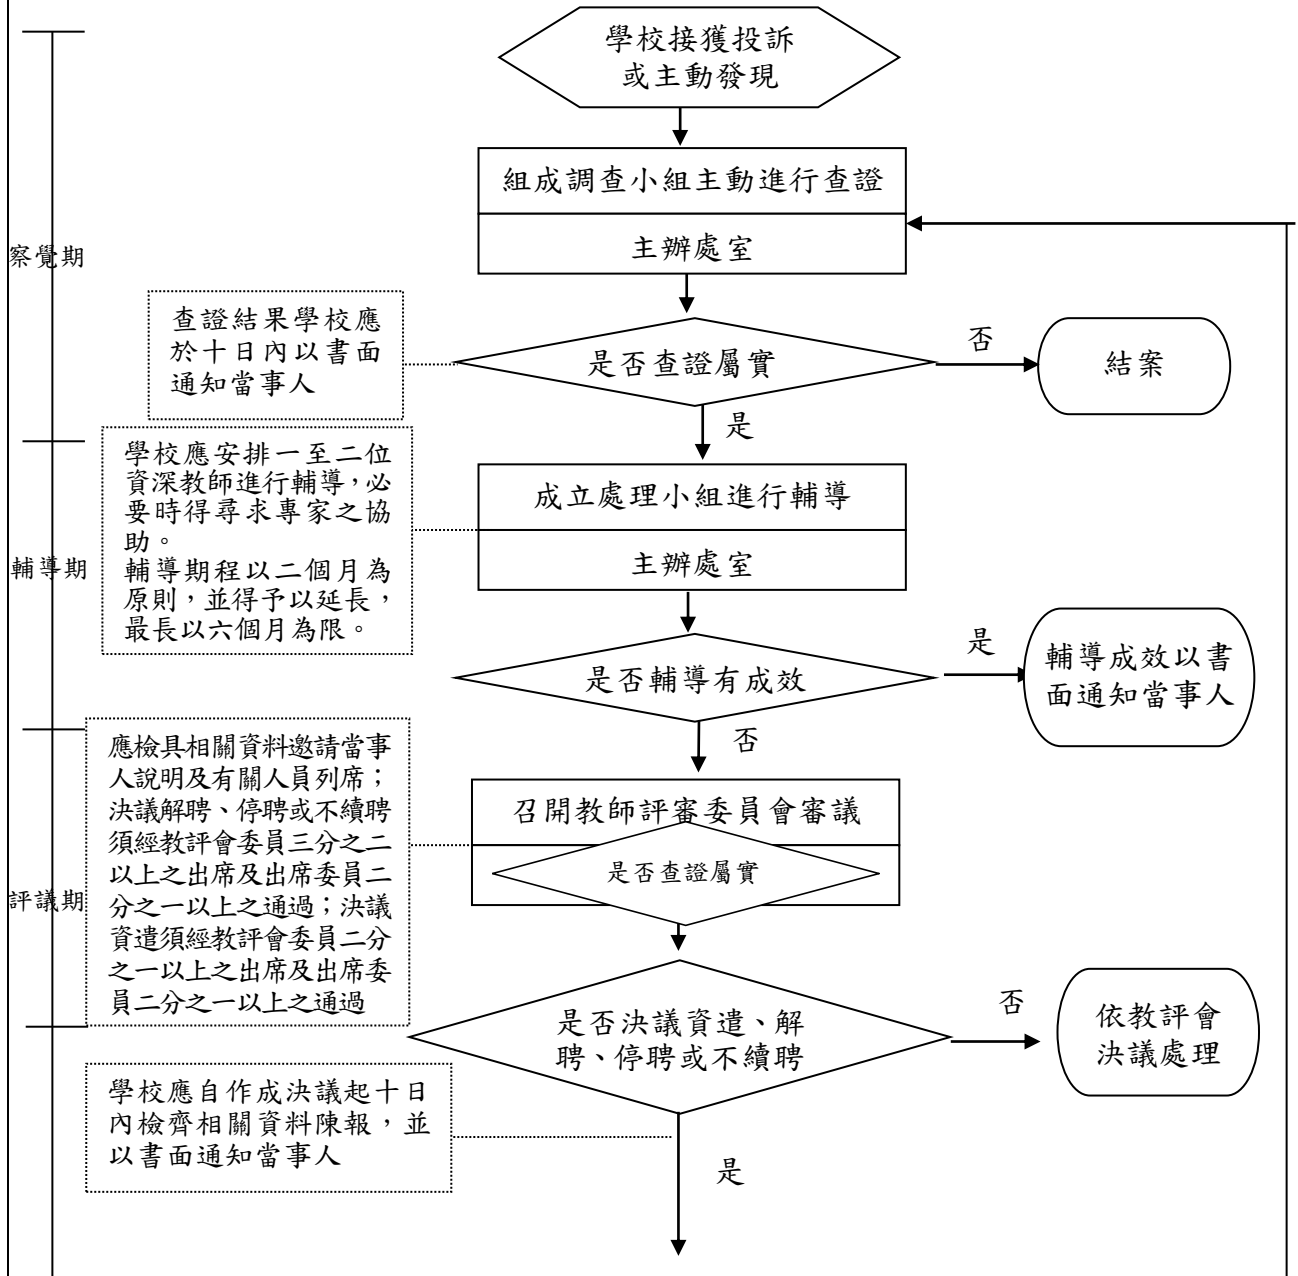 學校接獲投訴
或主動發現
組成調查小組主動進行查證
主辦處室
察覺期
查證結果學校應
於十日內以書面
通知當事人
是否查證屬實
否
結案
是
學校應安排一至二位
資深教師進行輔導，必
要時得尋求專家之協
助。
輔導期程以二個月為
原則，並得予以延長，
最長以六個月為限。
成立處理小組進行輔導
主辦處室
輔導期
是否輔導有成效
是
輔導成效以書
面通知當事人
否
應檢具相關資料邀請當事
人說明及有關人員列席；
決議解聘、停聘或不續聘
須經教評會委員三分之二
以上之出席及出席委員二
分之一以上之通過；決議
資遣須經教評會委員二分
之一以上之出席及出席委
員二分之一以上之通過
召開教師評審委員會審議
是否查證屬實
評議期
是否決議資遣、解
聘、停聘或不續聘
否
依教評會
決議處理
學校應自作成決議起十日
內檢齊相關資料陳報，並
以書面通知當事人
是